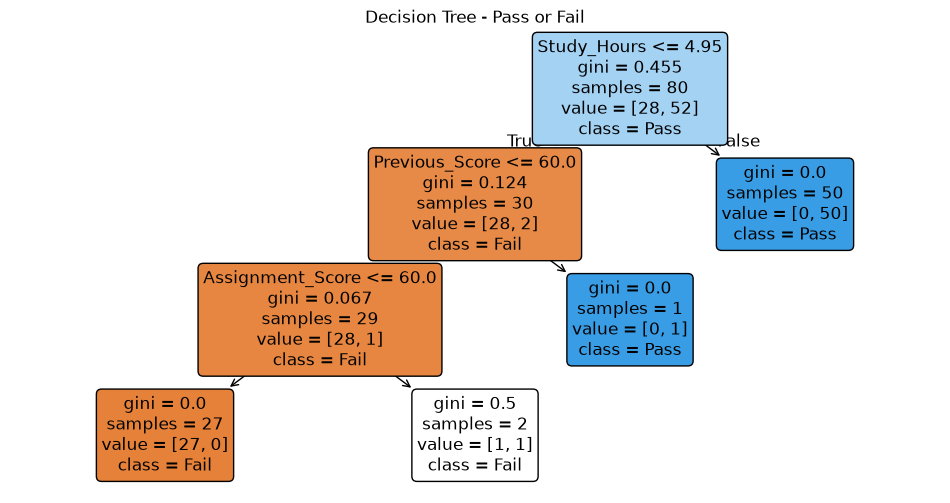 Decision Tree - Pass or Fail
Study_Hours <= 4.95
gini = 0.455
samples = 80
value = [28, 52]
class = Pass
Previous_Score <= 60.0
gini = 0.124
samples = 30
value = [28, 2]
class = Fail
gini = 0.0
samples = 50
value = [0, 50]
class = Pass
Assignment_Score <= 60.0
gini = 0.067
samples = 29
value = [28, 1]
class = Fail
gini = 0.0
samples = 1
value = [0, 1]
class = Pass
gini = 0.0
samples = 27
value = [27, 0]
class = Fail
gini = 0.5
samples = 2
value = [1, 1]
class = Fail